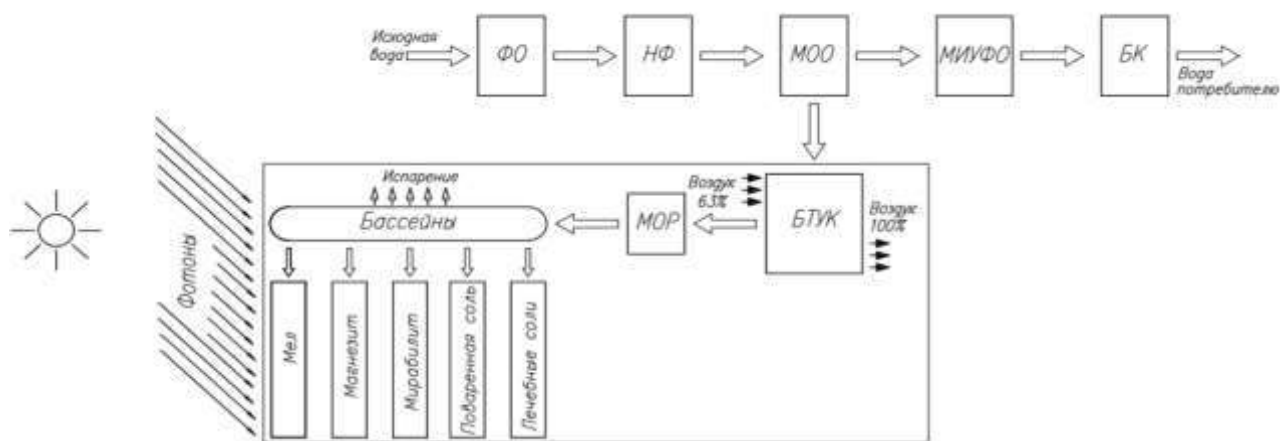 Исходная
вода
ФО
НФ
МОО
МИУФО
БК
Вода
потребителю
Фотоны
Испарение
Бассейны
МОР
Воздух
63%
БТУК
Воздух
100%
Мел
Магнезит
Мирабилит
Поваренная соль
Лечебные соли